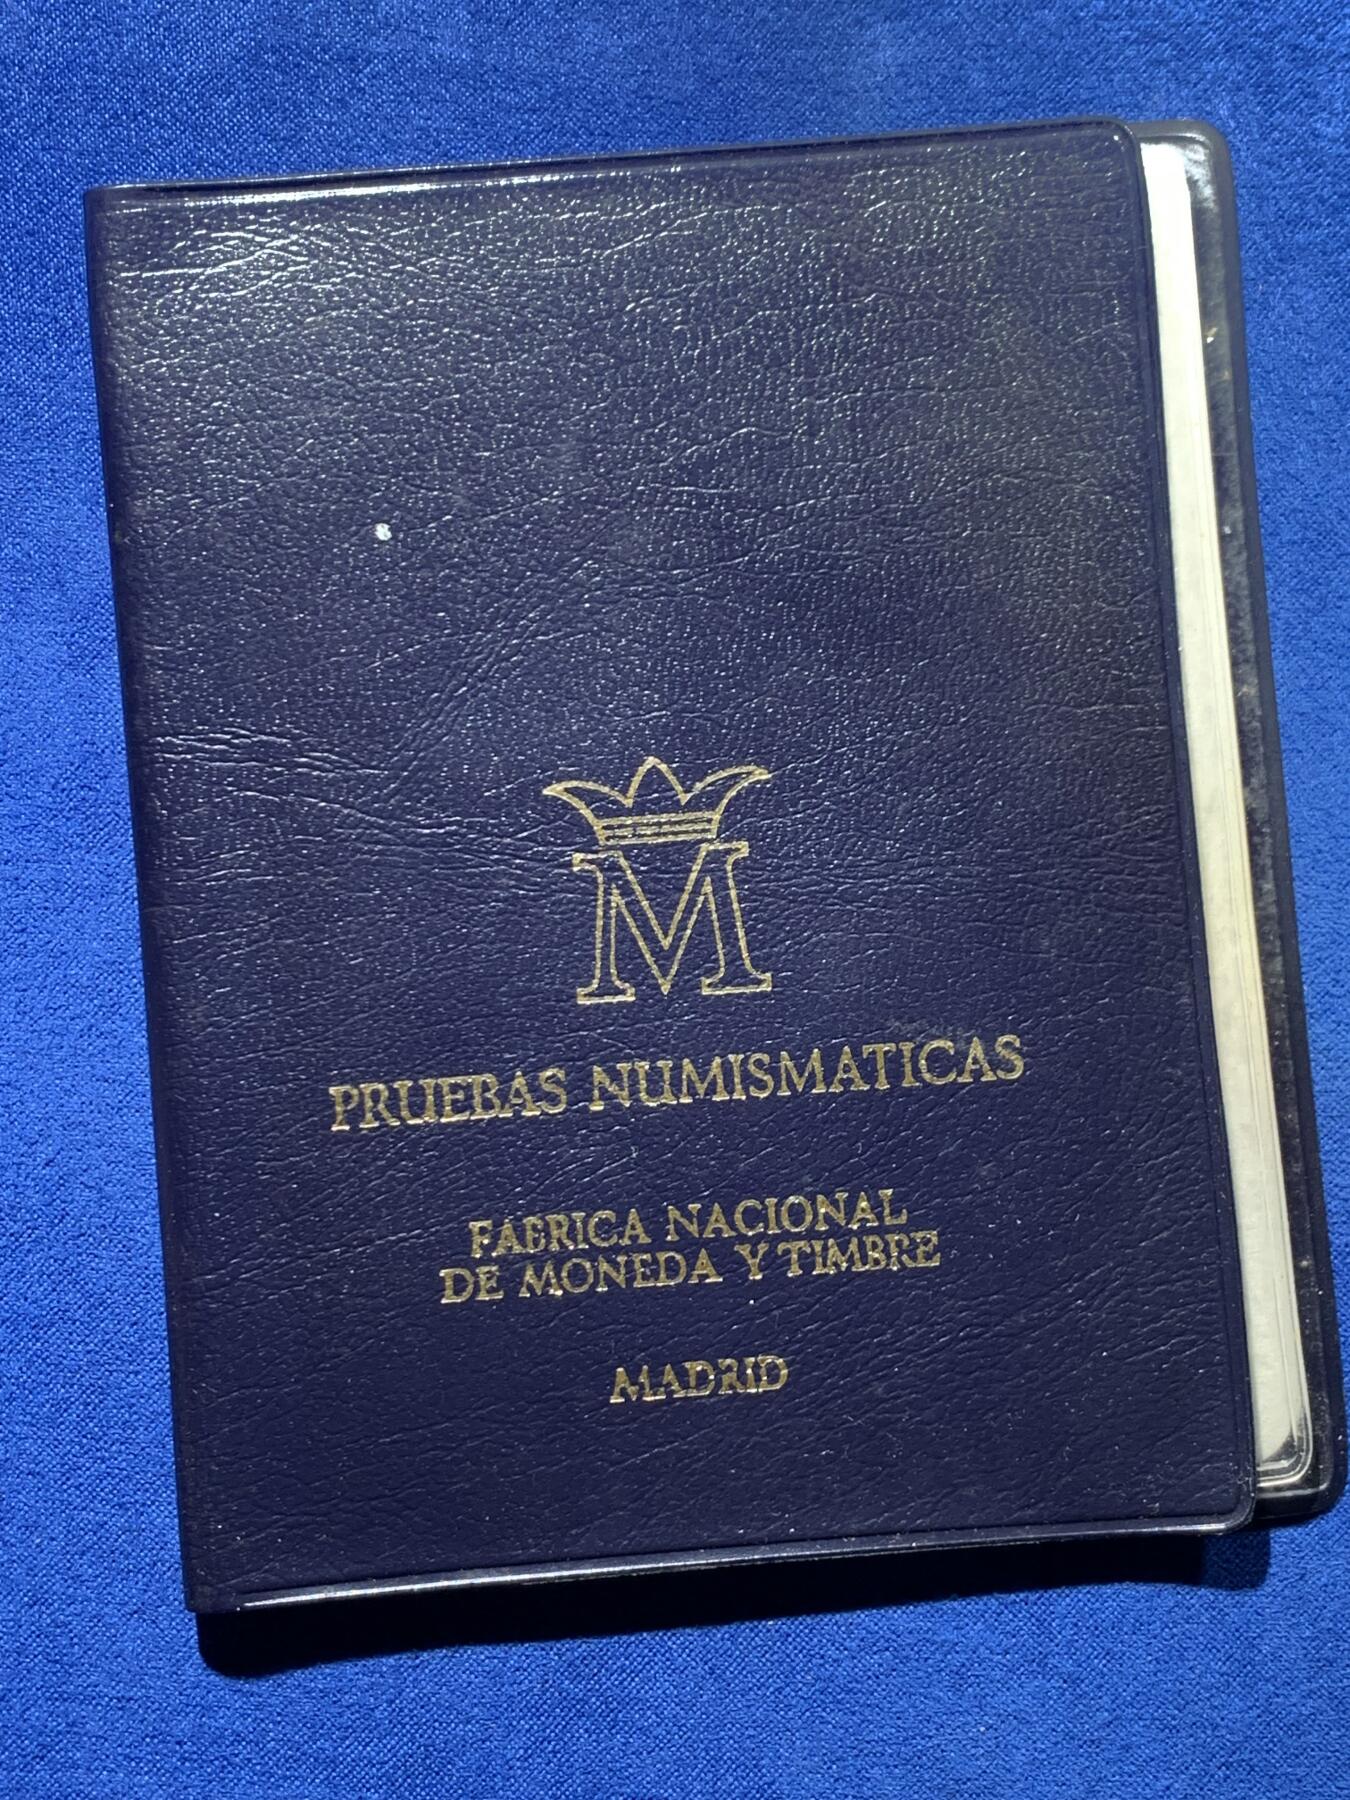 M
PRUEBAS NUMISMATICAS
FABRICA NACIONAL
DE MONEDA Y TIMBRE
MADRID